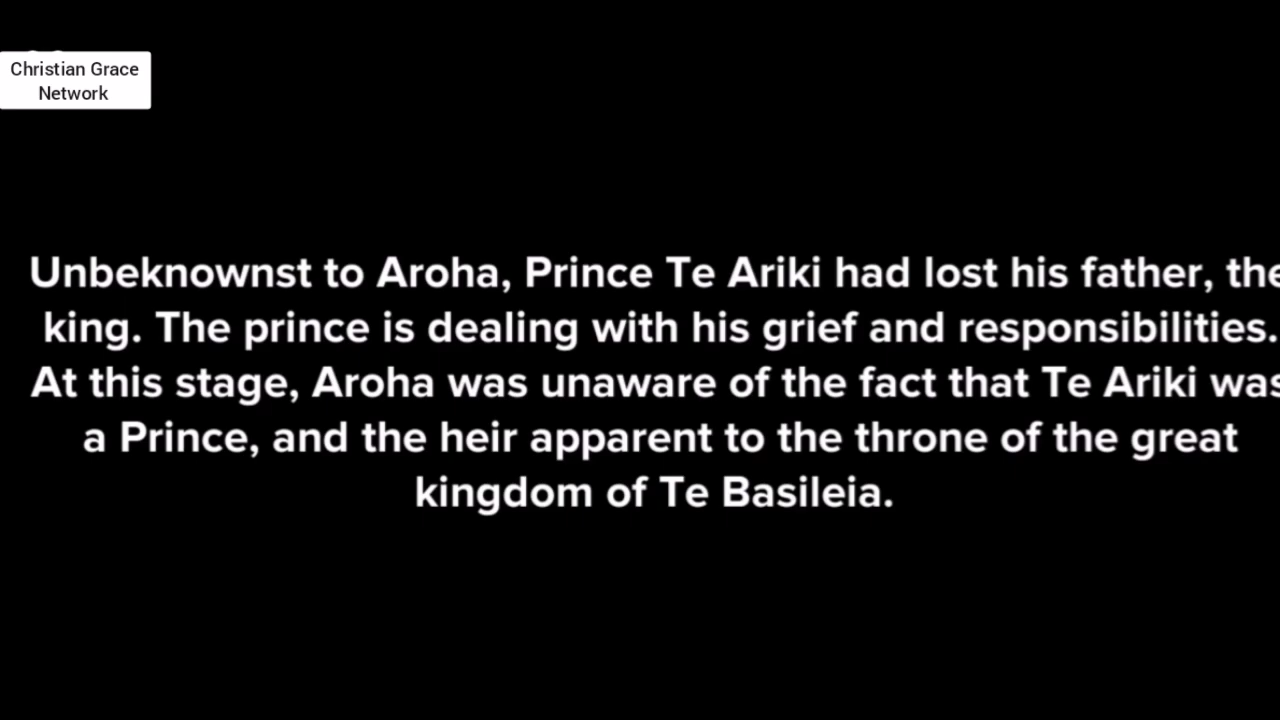 Christian Grace
Network
Unbeknownst to Aroha, Prince Te Ariki had lost his father, the
king. The prince is dealing with his grief and responsibilities.
At this stage, Aroha was unaware of the fact that Te Ariki was
a Prince, and the heir apparent to the throne of the great
kingdom of Te Basileia.